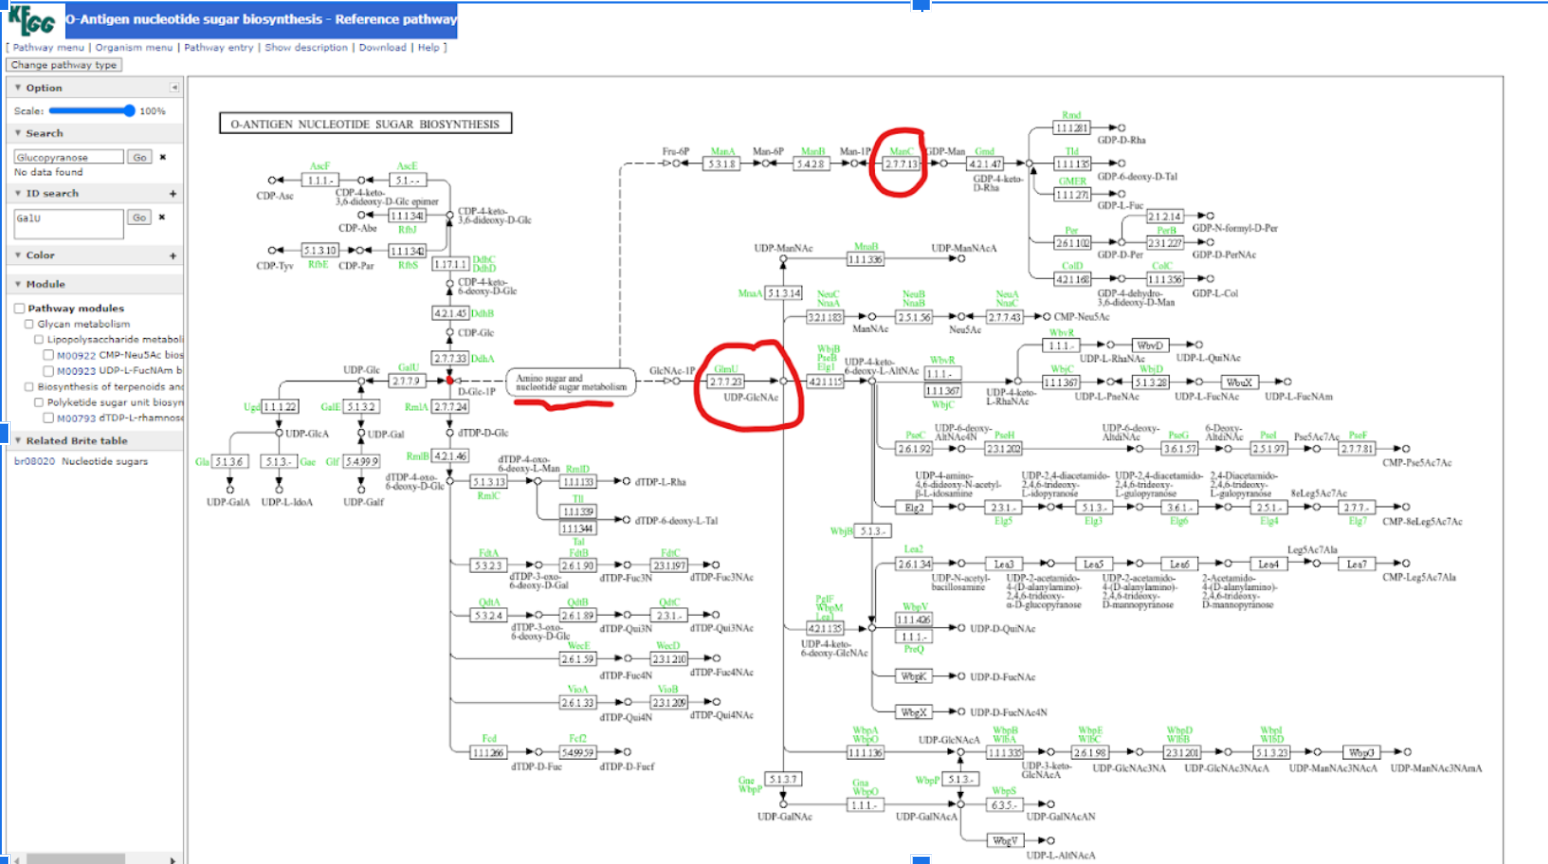 KEGG
O-Antigen nucleotide sugar biosynthesis - Reference pathway
[ Pathway menu | Organism menu | Pathway entry | Show description | Download | Help ]
Change pathway type
Option
Scale: 100%
Search
Glucopyranose Go
No data found
ID search
GalU Go
Color
Module
Pathway modules
Glycan metabolism
Lipopolysaccharide metaboli
M00922 CMP-Neu5Ac bios
M00923 UDP-L-FucNAm b
Biosynthesis of terpenoids and
Polyketide sugar unit biosyn
M00793 dTDP-L-rhamnose
Related Brite table
br08020 Nucleotide sugars
O-ANTIGEN NUCLEOTIDE SUGAR BIOSYNTHESIS
AscF AscE
1.1.1.- 5.1.-.-
CDP-Asc CDP-4-keto-
3,6-dideoxy-D-Glc epimer
1.1.1.341
CDP-4-keto-
3,6-dideoxy-D-Glc
CDP-Abe RfbJ
5.1.3.10 1.1.1.342
CDP-Tyv RfbE CDP-Par RfbS
1.17.1.1 DdhC
DdhD
CDP-4-keto-
6-deoxy-D-Glc
4.2.1.45 DdhB
CDP-Glc
2.7.7.33 DdhA
UDP-Glc GalU
2.7.7.9
D-Glc-1P
Amino sugar and
nucleotide sugar metabolism
Ugd 1.1.1.22 GalE 5.1.3.2 RmlA 2.7.7.24
UDP-GlcA UDP-Gal dTDP-D-Glc
Gla 5.1.3.6 5.1.3.- Gae Glf 5.4.99.9 RmlB 4.2.1.46
UDP-GalA UDP-L-IdoA UDP-Galf
dTDP-4-oxo-
6-deoxy-D-Glc
dTDP-4-oxo-
6-deoxy-L-Man RmlD
5.1.3.13 1.1.1.133 dTDP-L-Rha
RmlC Tll
1.1.1.339
1.1.1.344 dTDP-6-deoxy-L-Tal
Tal
FdtA FdtB FdtC
5.3.2.3 2.6.1.90 2.3.1.197
dTDP-3-oxo-
6-deoxy-D-Gal dTDP-Fuc3N dTDP-Fuc3NAc
QdtA QdtB QdtC
5.3.2.4 2.6.1.89 2.3.1.-
dTDP-3-oxo-
6-deoxy-D-Glc dTDP-Qui3N dTDP-Qui3NAc
WecE WecD
2.6.1.59 2.3.1.210
dTDP-Fuc4N dTDP-Fuc4NAc
VioA VioB
2.6.1.33 2.3.1.209
dTDP-Qui4N dTDP-Qui4NAc
Fcd Fcf2
1.1.1.266 5.4.99.59
dTDP-D-Fuc dTDP-D-Fucf
Fru-6P ManA Man-6P ManB Man-1P ManC GDP-Man Gmd
5.3.1.8 5.4.2.8 2.7.7.13 4.2.1.47
GDP-4-keto-
D-Rha
Rmd
1.1.1.281
GDP-D-Rha
Tld
1.1.1.135
GDP-6-deoxy-D-Tal
GMER
1.1.1.271
GDP-L-Fuc
2.1.2.14
GDP-N-formyl-D-Per
Per PerB
2.6.1.102 2.3.1.227
GDP-D-Per GDP-D-PerNAc
ColD ColC
4.2.1.168 1.1.1.356
GDP-4-dehydro-
3,6-dideoxy-D-Man GDP-L-Col
UDP-ManNAc MnaB UDP-ManNAcA
1.1.1.336
MnaA 5.1.3.14
NeuC
NnaA NeuB
NnaB NeuA
NnaC
3.2.1.183 2.5.1.56 2.7.7.43 CMP-Neu5Ac
ManNAc Neu5Ac
GlcNAc-1P GlmU
2.7.7.23
UDP-GlcNAc
WbjB
PseB
Elg1
4.2.1.115
UDP-4-keto-
6-deoxy-L-AltNAc
WbvR
1.1.1.-
1.1.1.367
WbjC
UDP-4-keto-
L-RhaNAc
WbvR
1.1.1.- WbvD
UDP-L-RhaNAc UDP-L-QuiNAc
WbjC WbjD
1.1.1.367 5.1.3.28 WbuX
UDP-L-PneNAc UDP-L-FucNAc UDP-L-FucNAm
PseC UDP-6-deoxy-
AltNAc4N PseH UDP-6-deoxy-
AltdiNAc PseG 6-Deoxy-
AltdiNAc PseI Pse5Ac7Ac PseF
2.6.1.92 2.3.1.202 3.6.1.57 2.5.1.97 2.7.7.81
CMP-Pse5Ac7Ac
UDP-4-amino-
4,6-dideoxy-N-acetyl-
β-L-idosamine
UDP-2,4-diacetamido-
2,4,6-trideoxy-
L-idopyranose
UDP-2,4-diacetamido-
2,4,6-trideoxy-
L-gulopyranose
2,4-Diacetamido-
2,4,6-trideoxy-
L-gulopyranose
8eLeg5Ac7Ac
Elg2 2.3.1.- 5.1.3.- 3.6.1.- 2.5.1.- 2.7.7.-
Elg5 Elg3 Elg6 Elg4 Elg7
CMP-8eLeg5Ac7Ac
WbjB 5.1.3.-
Lea2 Leg5Ac7Ala
2.6.1.34 Lea3 Lea5 Lea6 Lea4 Lea7
UDP-N-acetyl-
bacillosamine
UDP-2-acetamido-
4-(D-alanylamino)-
2,4,6-trideoxy-
α-D-glucopyranose
UDP-2-acetamido-
4-(D-alanylamino)-
2,4,6-trideoxy-
D-mannopyranose
2-Acetamido-
4-(D-alanylamino)-
2,4,6-trideoxy-
D-mannopyranose
CMP-Leg5Ac7Ala
PglF
WbpM
Lea1
4.2.1.135
UDP-4-keto-
6-deoxy-GlcNAc
WbpV
1.1.1.426
1.1.1.- UDP-D-QuiNAc
PreQ
WbpK UDP-D-FucNAc
WbgX UDP-D-FucNAc4N
WbpA
WbpO UDP-GlcNAcA WbpB
WlbA WbpE
WlbC WbpD
WlbB WbpI
WlbD
1.1.1.136 1.1.1.335 2.6.1.98 2.3.1.201 5.1.3.23 WbpG
UDP-3-keto-
GlcNAcA UDP-GlcNAc3NA UDP-GlcNAc3NAcA UDP-ManNAc3NAcA UDP-ManNAc3NAmA
Gne
WbpP 5.1.3.7 Gna
WbpO WbpP 5.1.3.- WbpS
1.1.1.- 6.3.5.-
UDP-GalNAc UDP-GalNAcA UDP-GalNAcAN
WbgV
UDP-L-AltNAcA